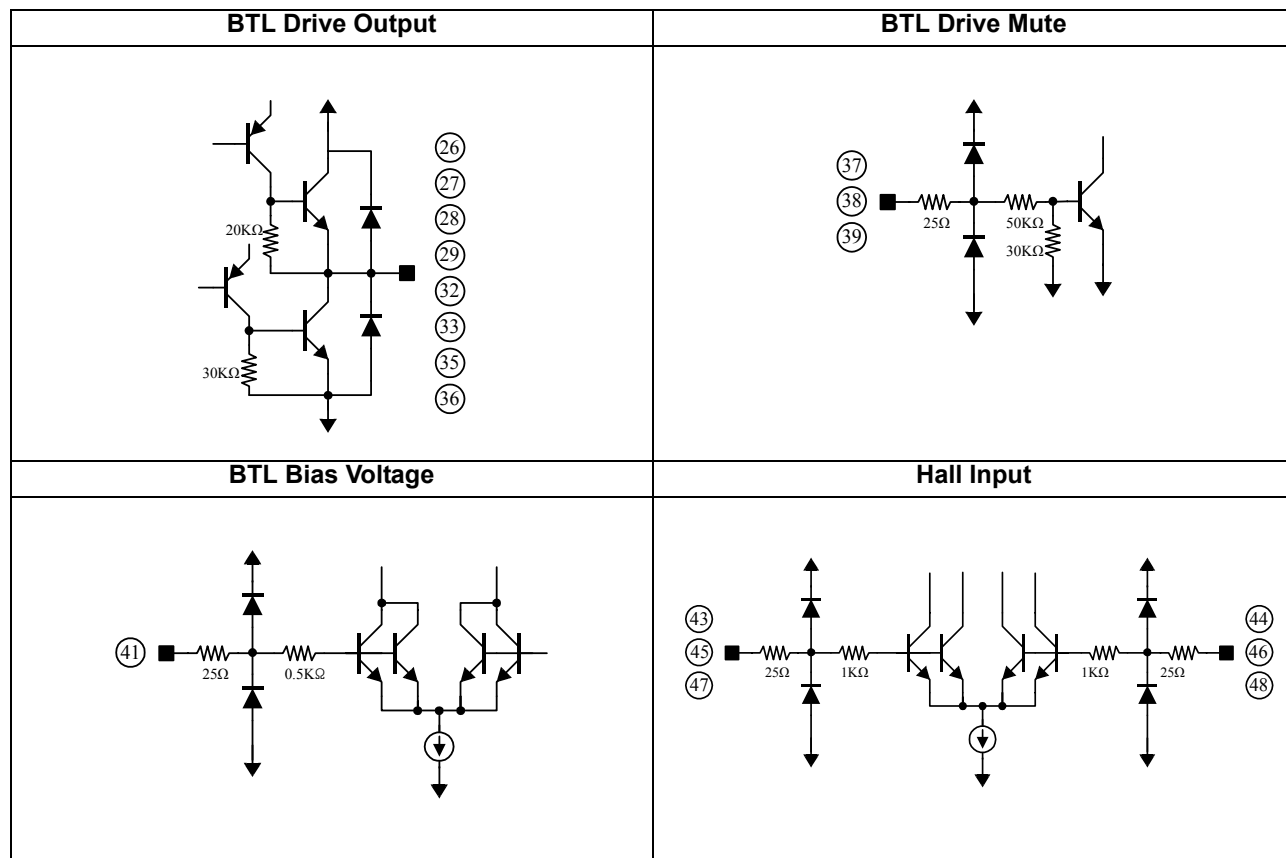 BTL Drive Output
BTL Drive Mute
26
27
28
29
32
33
35
36
20KΩ
30KΩ
37
38
39
25Ω
50KΩ
30KΩ
BTL Bias Voltage
Hall Input
41
25Ω
0.5KΩ
43
45
47
25Ω
1KΩ
1KΩ
25Ω
44
46
48